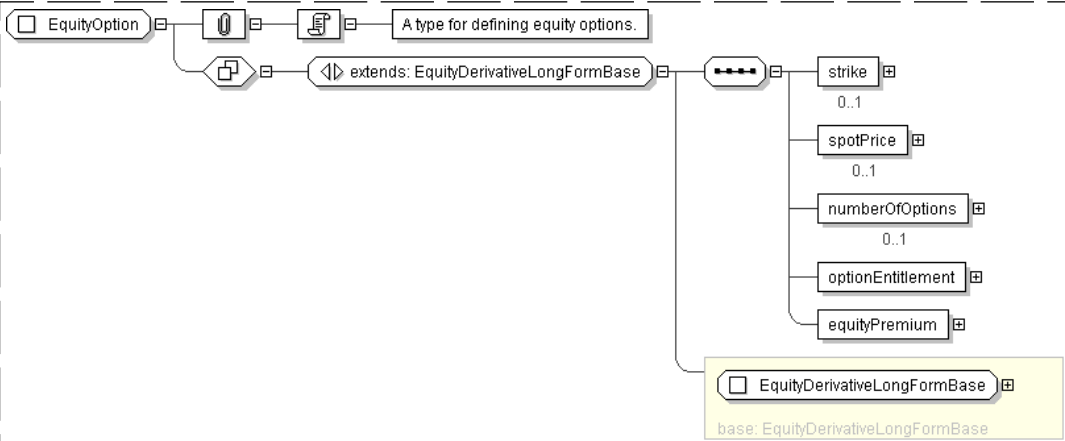 EquityOption
A type for defining equity options.
extends: EquityDerivativeLongFormBase
strike
0..1
spotPrice
0..1
numberOfOptions
0..1
optionEntitlement
equityPremium
EquityDerivativeLongFormBase
base: EquityDerivativeLongFormBase